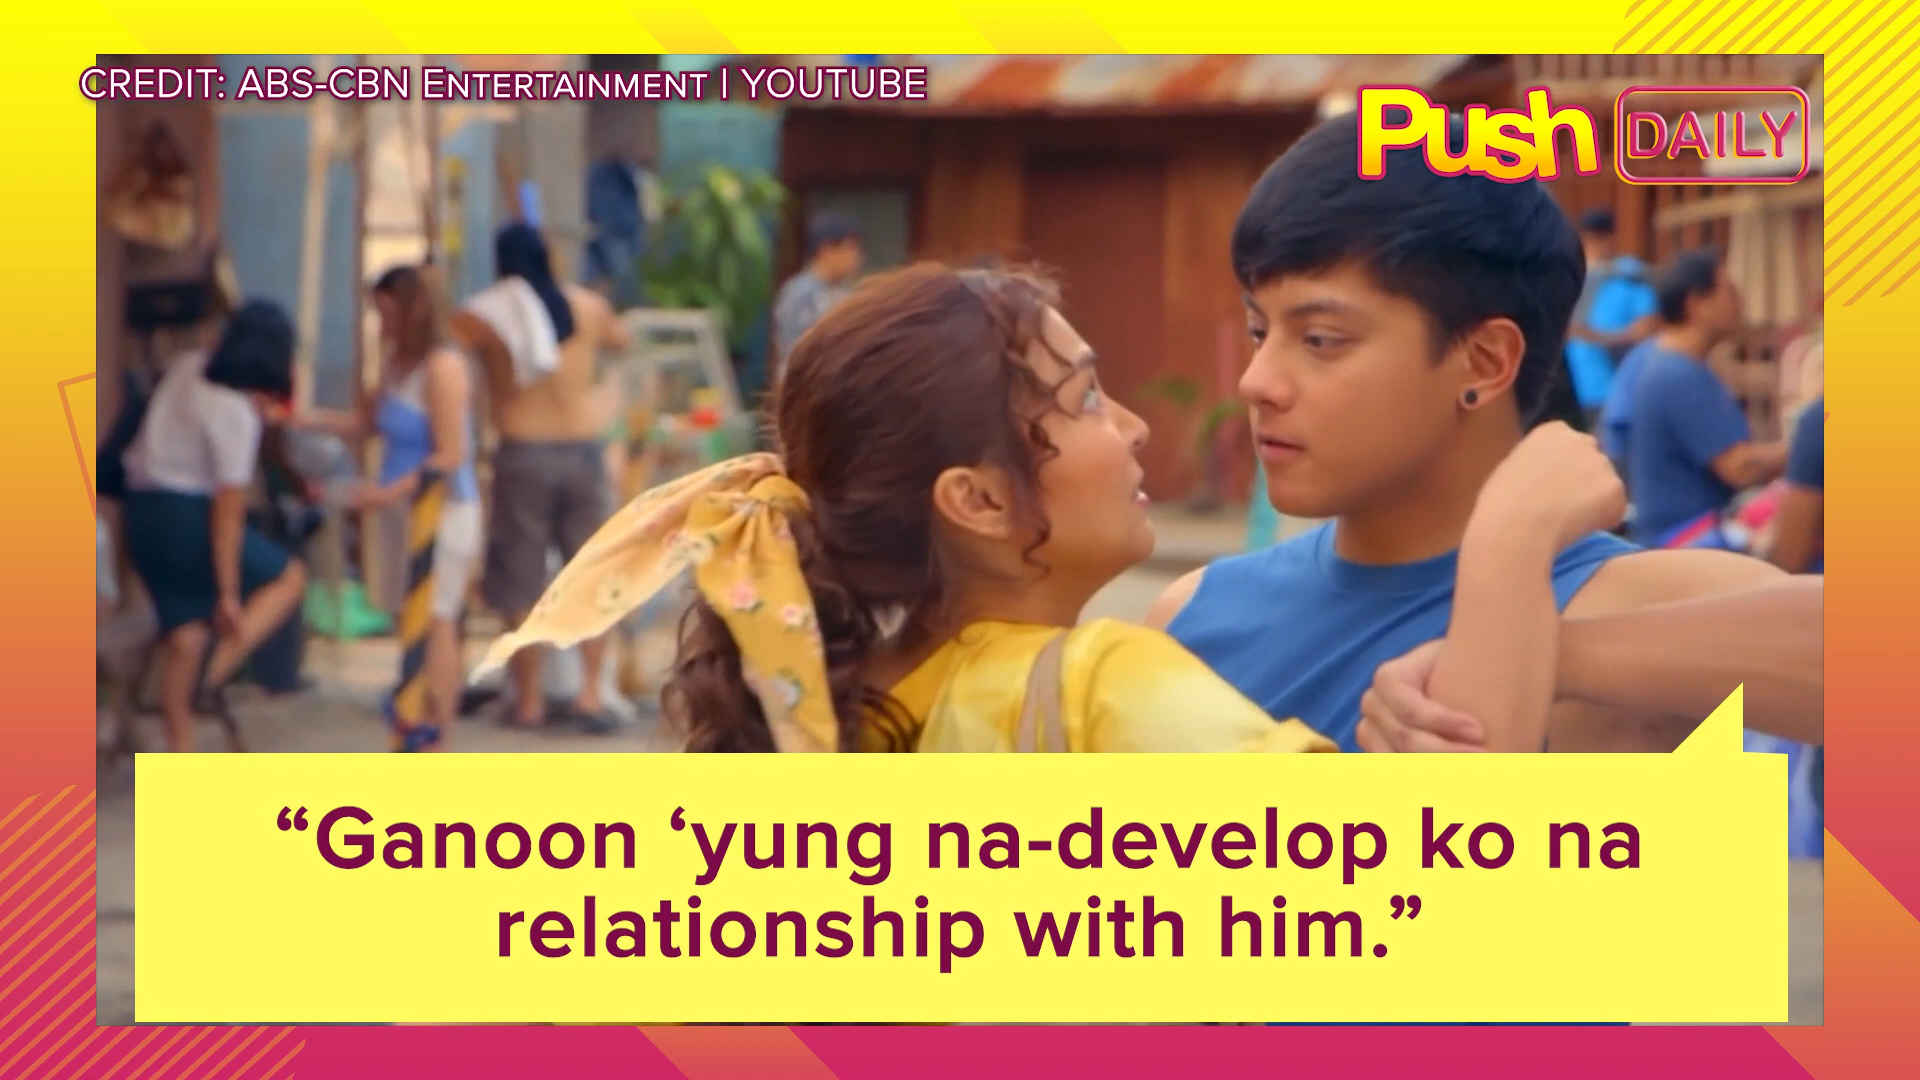 CREDIT: ABS-CBN ENTERTAINMENT | YOUTUBE
Push DAILY
“Ganoon ‘yung na-develop ko na
relationship with him.”